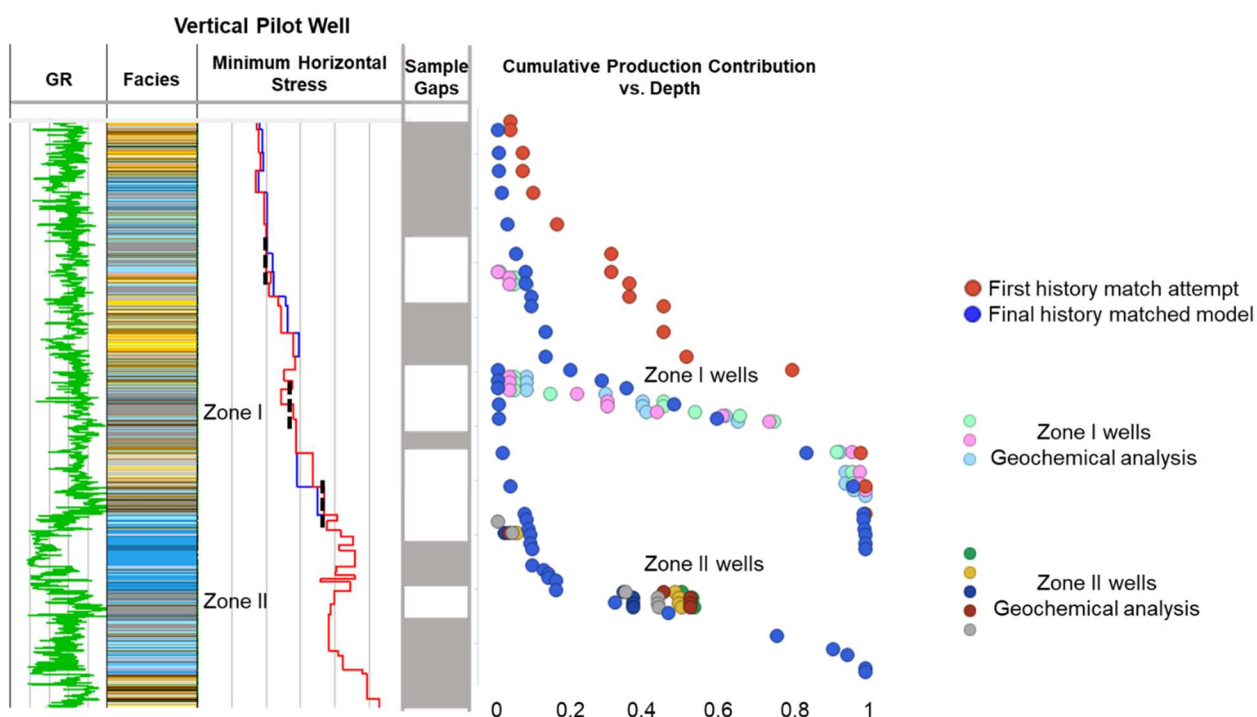 Vertical Pilot Well
GR
Facies
Minimum Horizontal
Stress
Sample
Gaps
Cumulative Production Contribution
vs. Depth
First history match attempt
Final history matched model
Zone I wells
Zone I
Zone I wells
Geochemical analysis
Zone II wells
Zone II
Zone II wells
Geochemical analysis
0 0.2 0.4 0.6 0.8 1